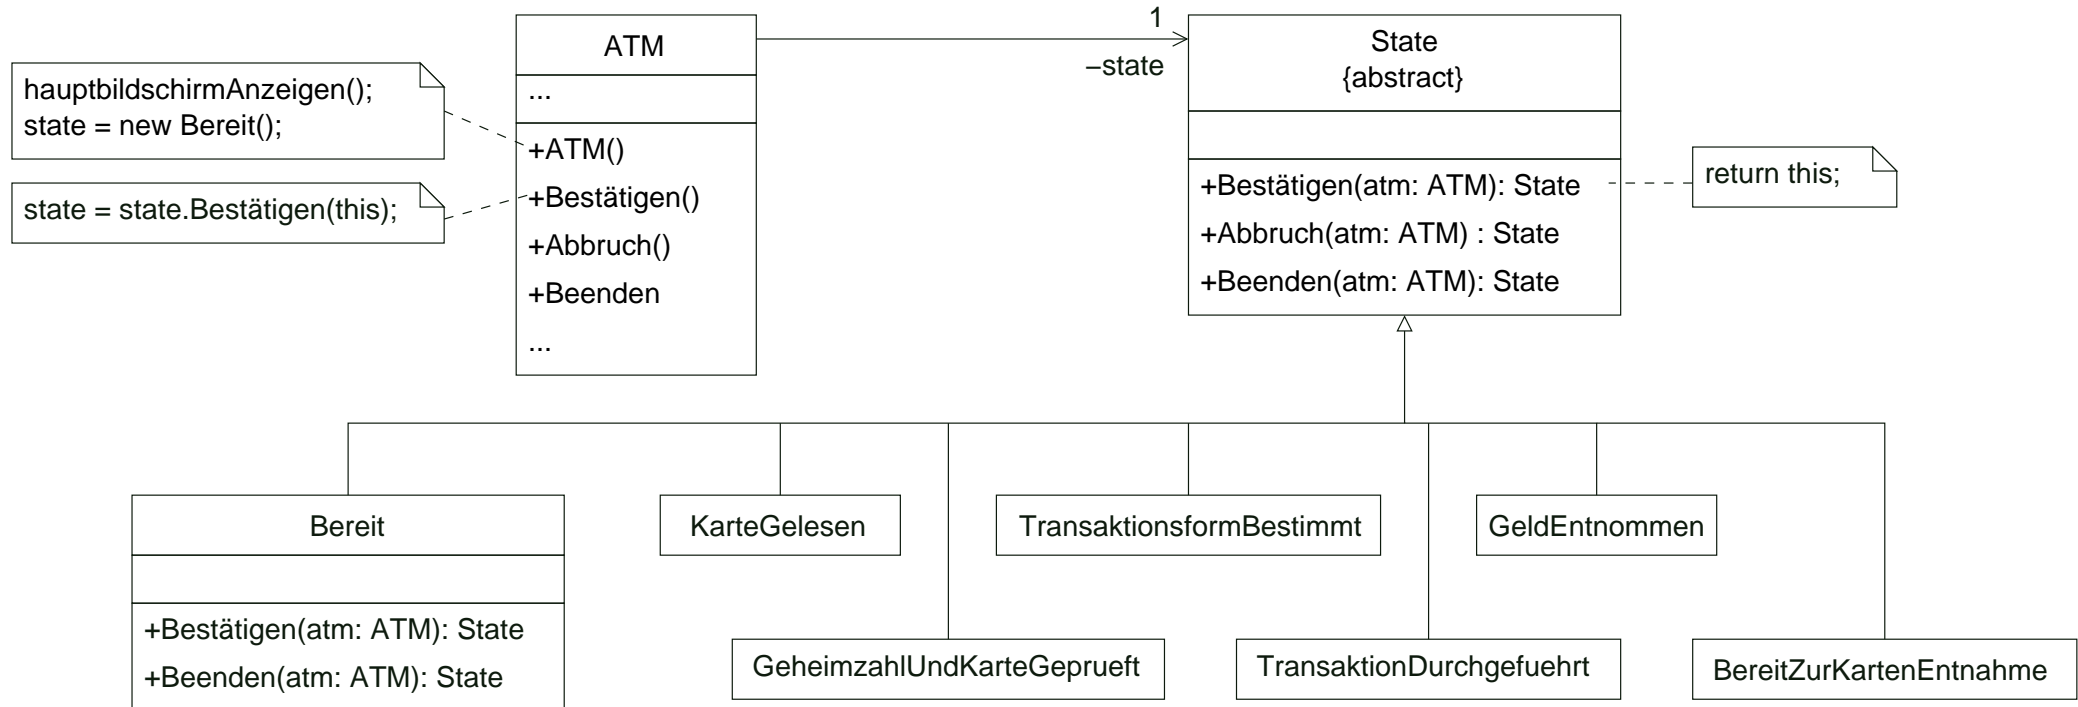 hauptbildschirmAnzeigen();
state = new Bereit();
state = state.Bestätigen(this);
ATM
...
+ATM()
+Bestätigen()
+Abbruch()
+Beenden
...
1
−state
State
{abstract}
+Bestätigen(atm: ATM): State
+Abbruch(atm: ATM) : State
+Beenden(atm: ATM): State
return this;
Bereit
+Bestätigen(atm: ATM): State
+Beenden(atm: ATM): State
KarteGelesen
TransaktionsformBestimmt
GeldEntnommen
GeheimzahlUndKarteGeprueft
TransaktionDurchgefuehrt
BereitZurKartenEntnahme